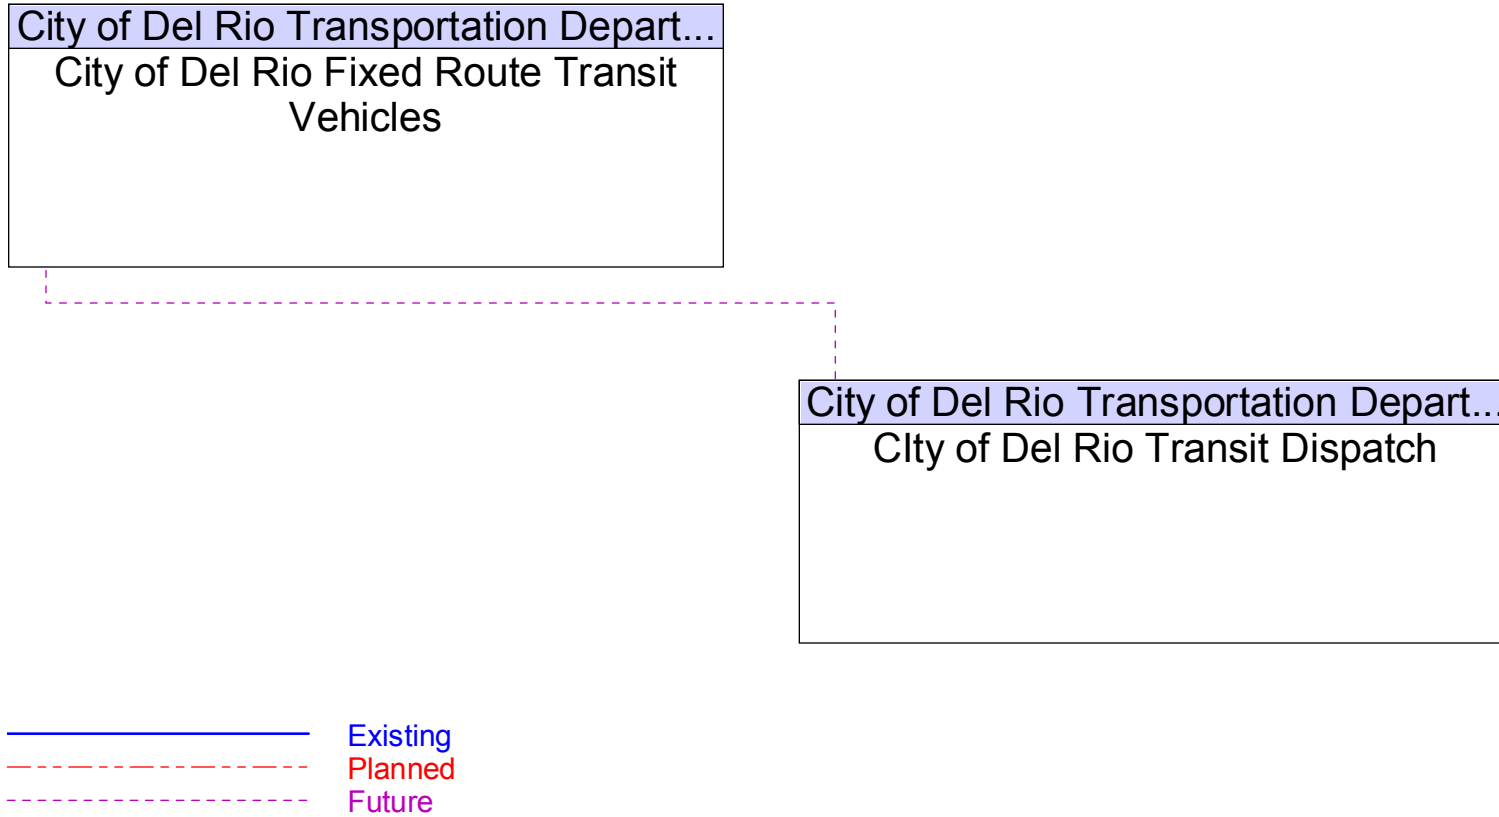 City of Del Rio Transportation Depart...
City of Del Rio Fixed Route Transit
Vehicles
City of Del Rio Transportation Depart...
CIty of Del Rio Transit Dispatch
Existing
Planned
Future